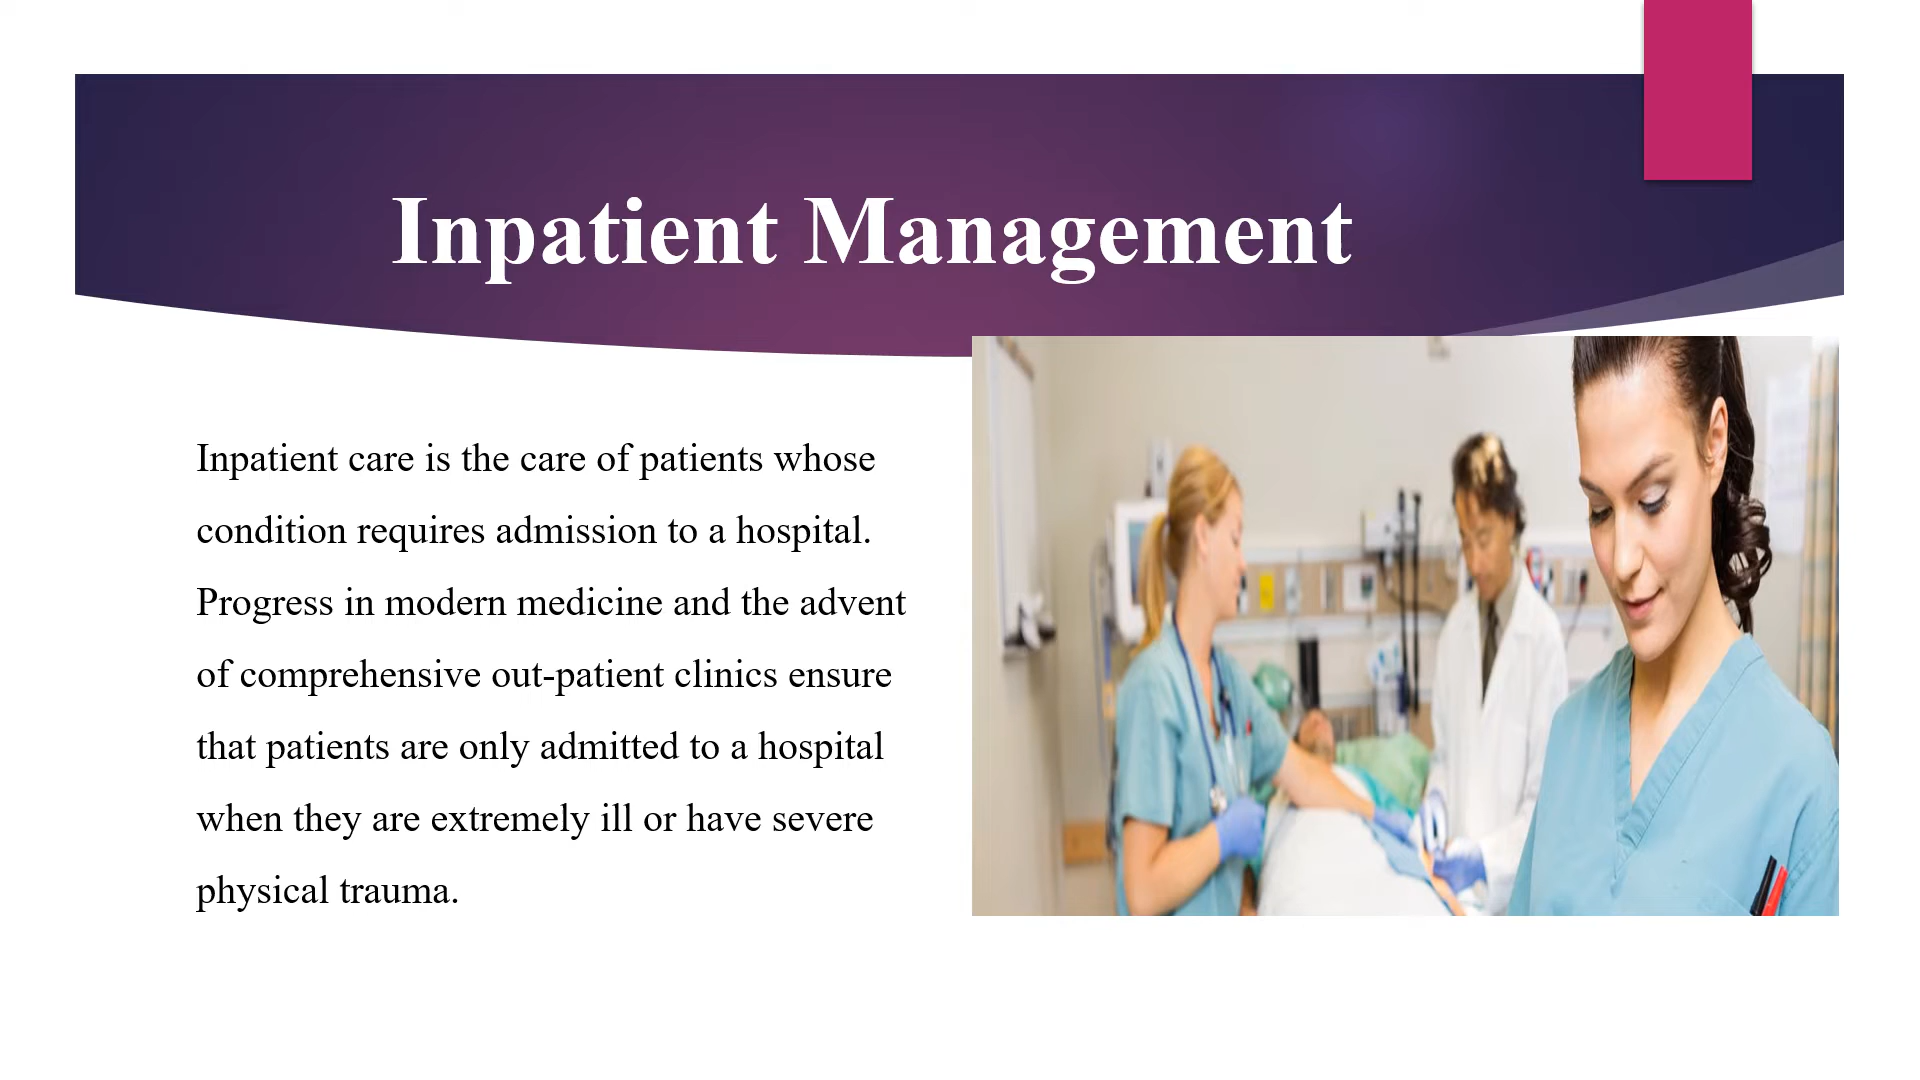 Inpatient Management
Inpatient care is the care of patients whose
condition requires admission to a hospital.
Progress in modern medicine and the advent
of comprehensive out-patient clinics ensure
that patients are only admitted to a hospital
when they are extremely ill or have severe
physical trauma.